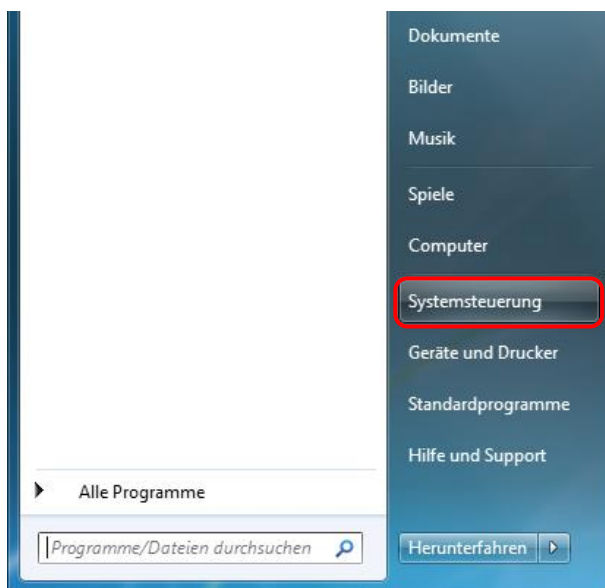 Dokumente
Bilder
Musik
Spiele
Computer
Systemsteuerung
Geräte und Drucker
Standardprogramme
Hilfe und Support
Alle Programme
Programme/Dateien durchsuchen
Herunterfahren